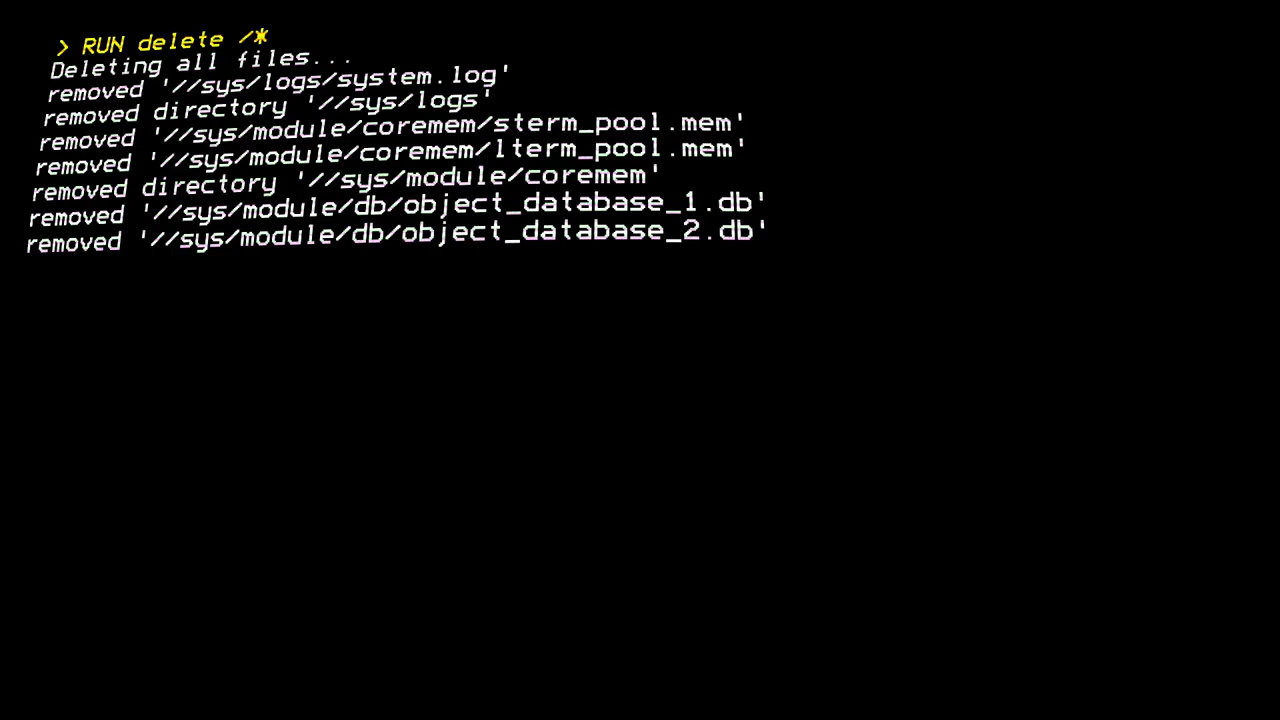 > RUN delete /*
Deleting all files...
removed '//sys/logs/system.log'
removed directory '//sys/logs'
removed '//sys/module/coremem/sterm_pool.mem'
removed '//sys/module/coremem/lterm_pool.mem'
removed directory '//sys/module/coremem'
removed '//sys/module/db/object_database_1.db'
removed '//sys/module/db/object_database_2.db'